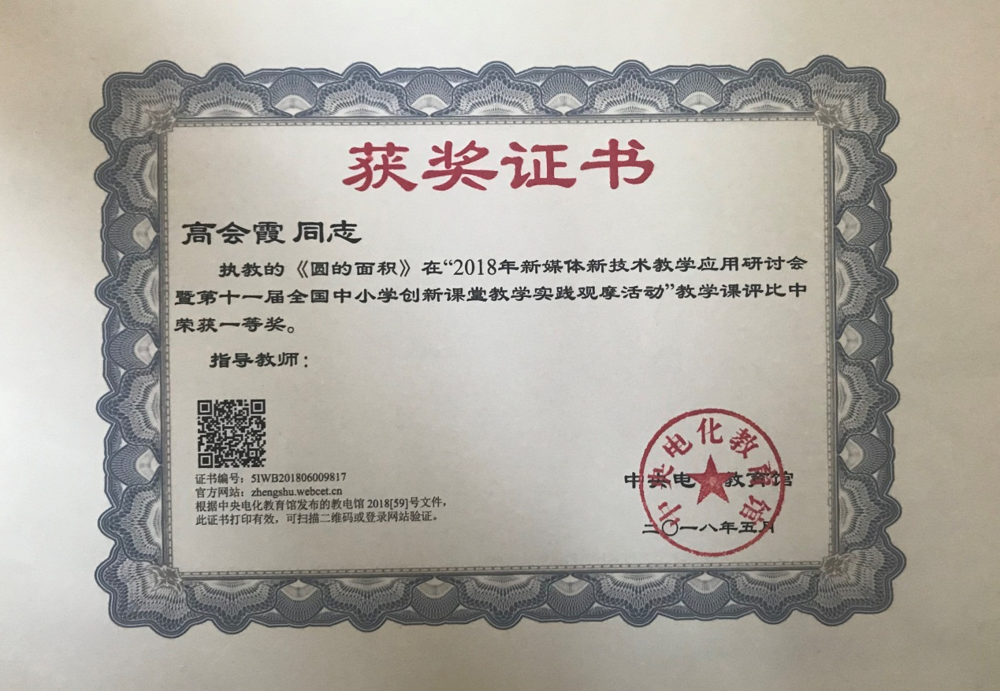 获奖证书
高会霞 同志
执教的《圆的面积》在“2018年新媒体新技术教学应用研讨会
暨第十一届全国中小学创新课堂教学实践观摩活动”教学课评比中
荣获一等奖。
指导教师：
证书编号：51WB201806009817
官方网站：zhengshu.webcet.cn
根据中央电化教育馆发布的教电馆 2018[59]号文件，
此证书打印有效，可扫描二维码或登录网站验证。
中央电化教育馆
中央电化教育馆
二〇一八年五月